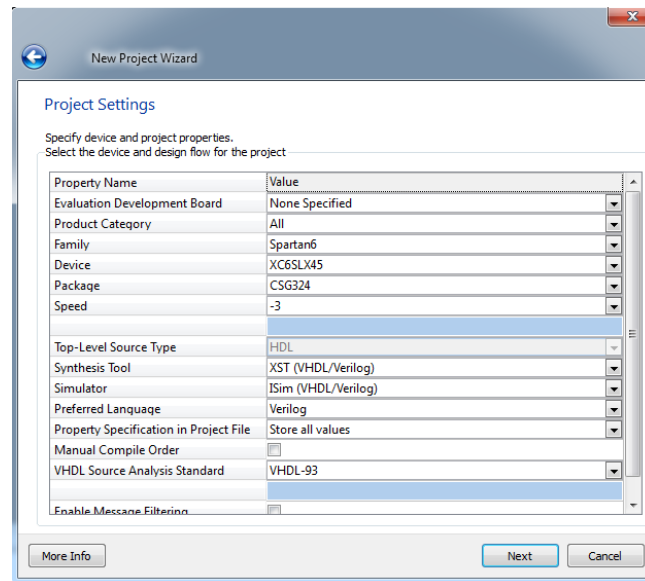 New Project Wizard
Project Settings
Specify device and project properties.
Select the device and design flow for the project
Property Name Value
Evaluation Development Board None Specified
Product Category All
Family Spartan6
Device XC6SLX45
Package CSG324
Speed -3
Top-Level Source Type HDL
Synthesis Tool XST (VHDL/Verilog)
Simulator ISim (VHDL/Verilog)
Preferred Language Verilog
Property Specification in Project File Store all values
Manual Compile Order
VHDL Source Analysis Standard VHDL-93
Enable Message Filtering
More Info Next Cancel